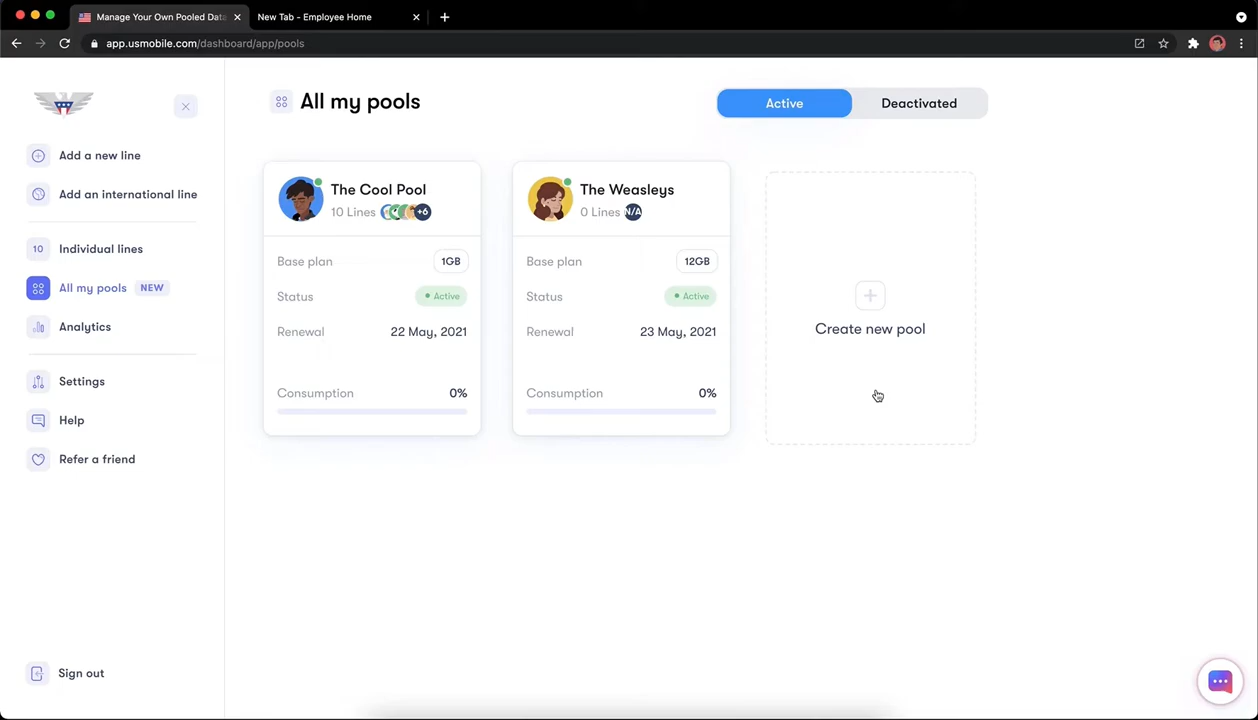 Manage Your Own Pooled Data
New Tab - Employee Home
app.usmobile.com/dashboard/app/pools
Add a new line
Add an international line
10 Individual lines
All my pools NEW
Analytics
Settings
Help
Refer a friend
Sign out
All my pools
Active Deactivated
The Cool Pool
10 Lines +6
Base plan 1GB
Status Active
Renewal 22 May, 2021
Consumption 0%
The Weasleys
0 Lines N/A
Base plan 12GB
Status Active
Renewal 23 May, 2021
Consumption 0%
Create new pool